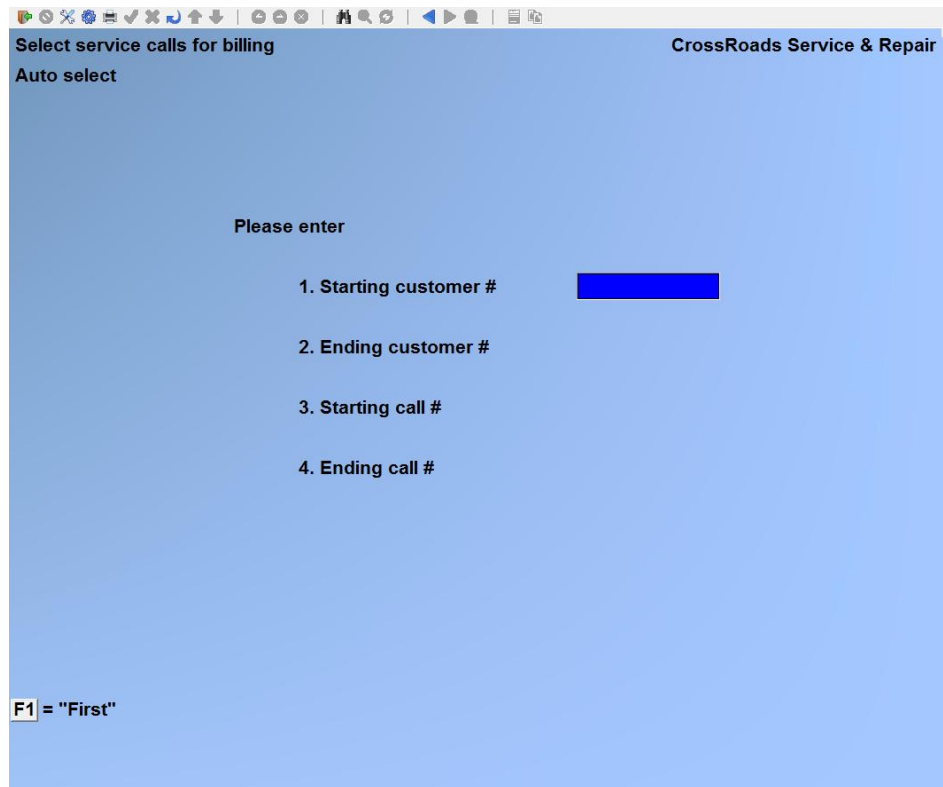 Select service calls for billing CrossRoads Service & Repair
Auto select
Please enter
1. Starting customer #
2. Ending customer #
3. Starting call #
4. Ending call #
F1 = "First"